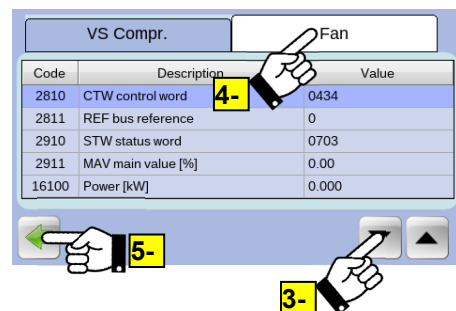 VS Compr. Fan
Code Description Value
2810 CTW control word 0434
2811 REF bus reference 0
2910 STW status word 0703
2911 MAV main value [%] 0.00
16100 Power [kW] 0.000
4-
5-
3-